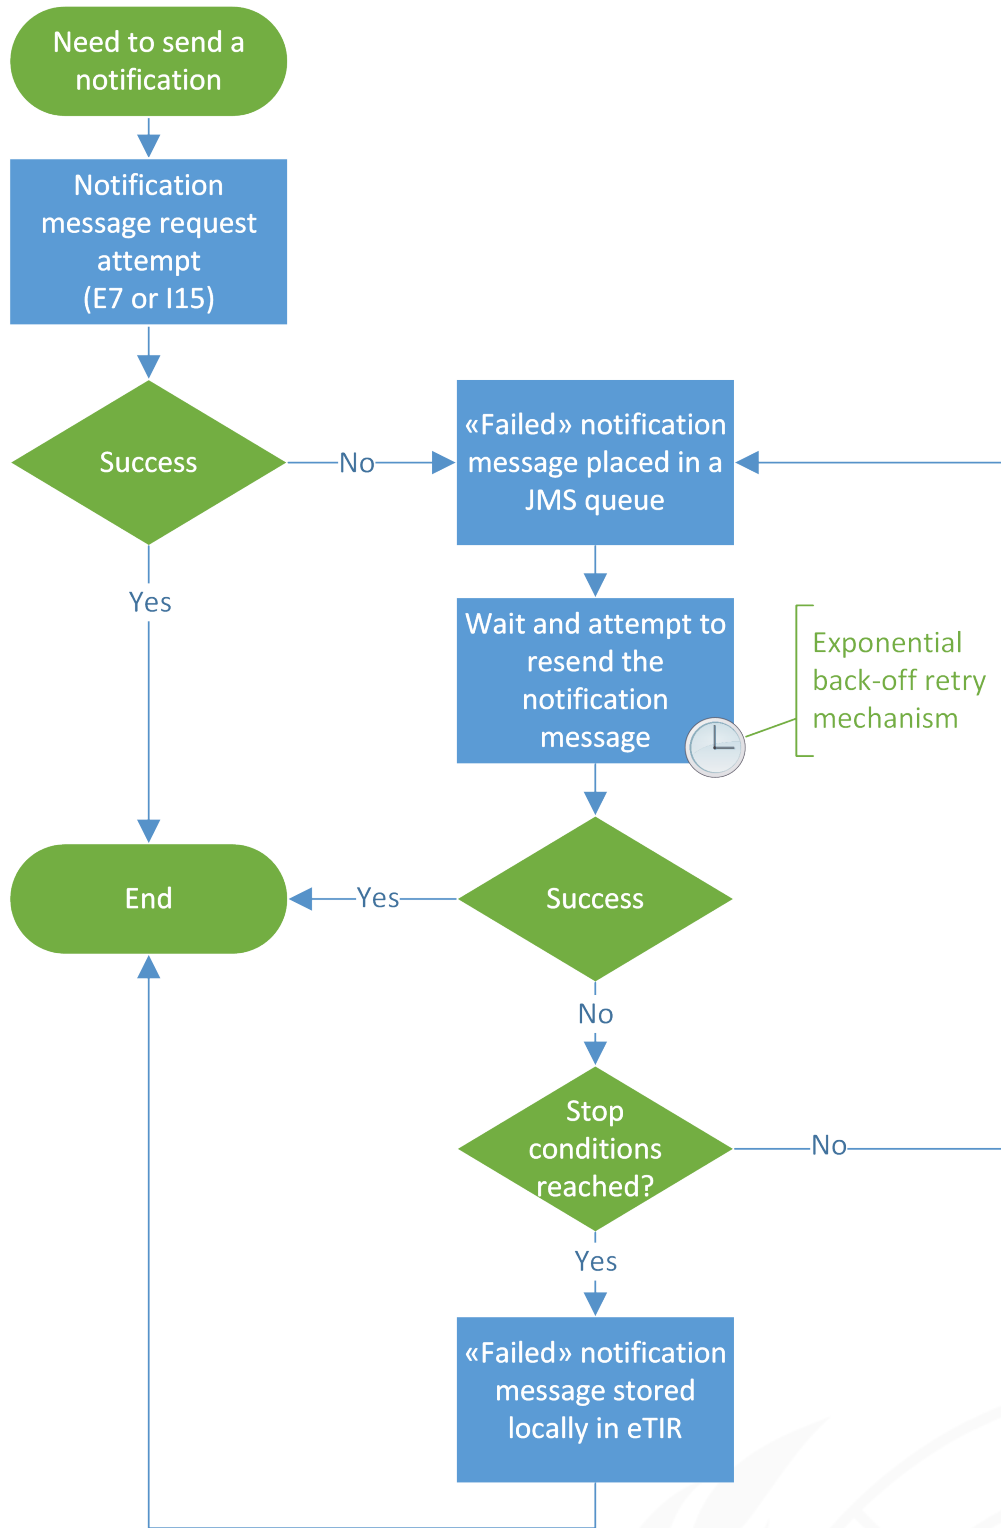 Need to send a
notification
Notification
message request
attempt
(E7 or I15)
Success
No
«Failed» notification
message placed in a
JMS queue
Yes
Wait and attempt to
resend the
notification
message
Exponential
back-off retry
mechanism
End
Yes
Success
No
Stop
conditions
reached?
No
Yes
«Failed» notification
message stored
locally in eTIR